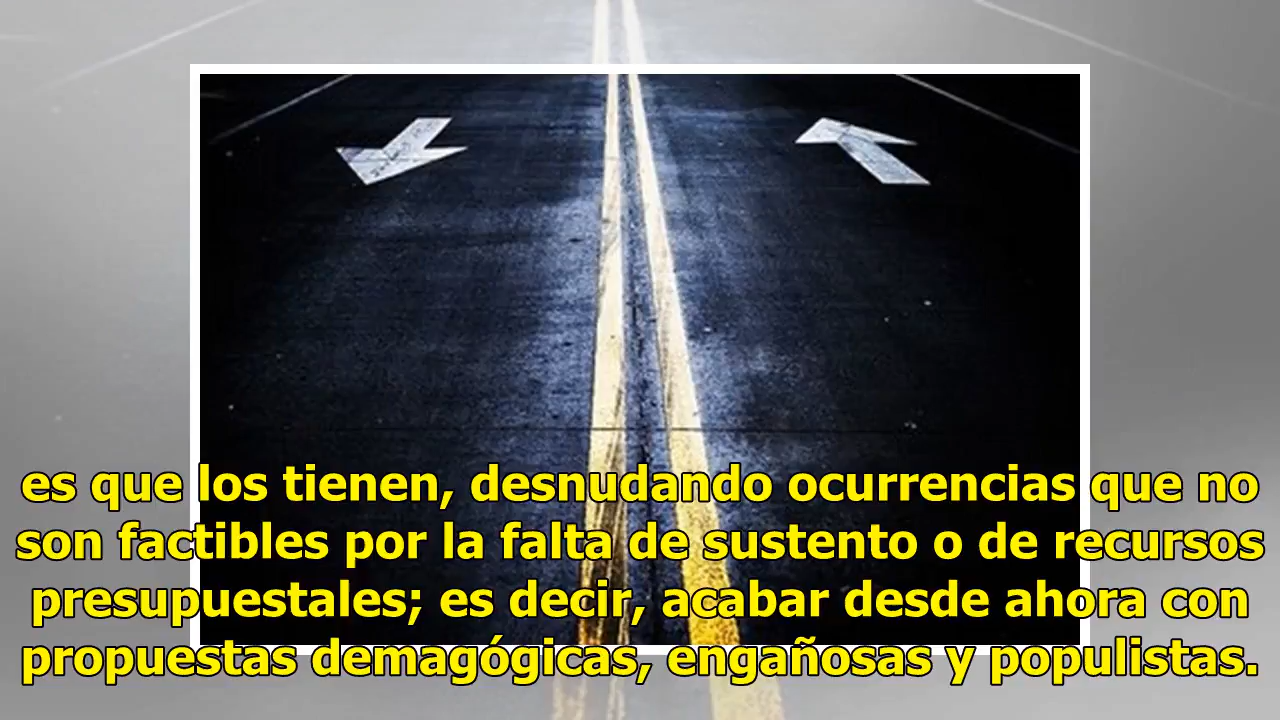 es que los tienen, desnudando ocurrencias que no
son factibles por la falta de sustento o de recursos
presupuestales; es decir, acabar desde ahora con
propuestas demagógicas, engañosas y populistas.